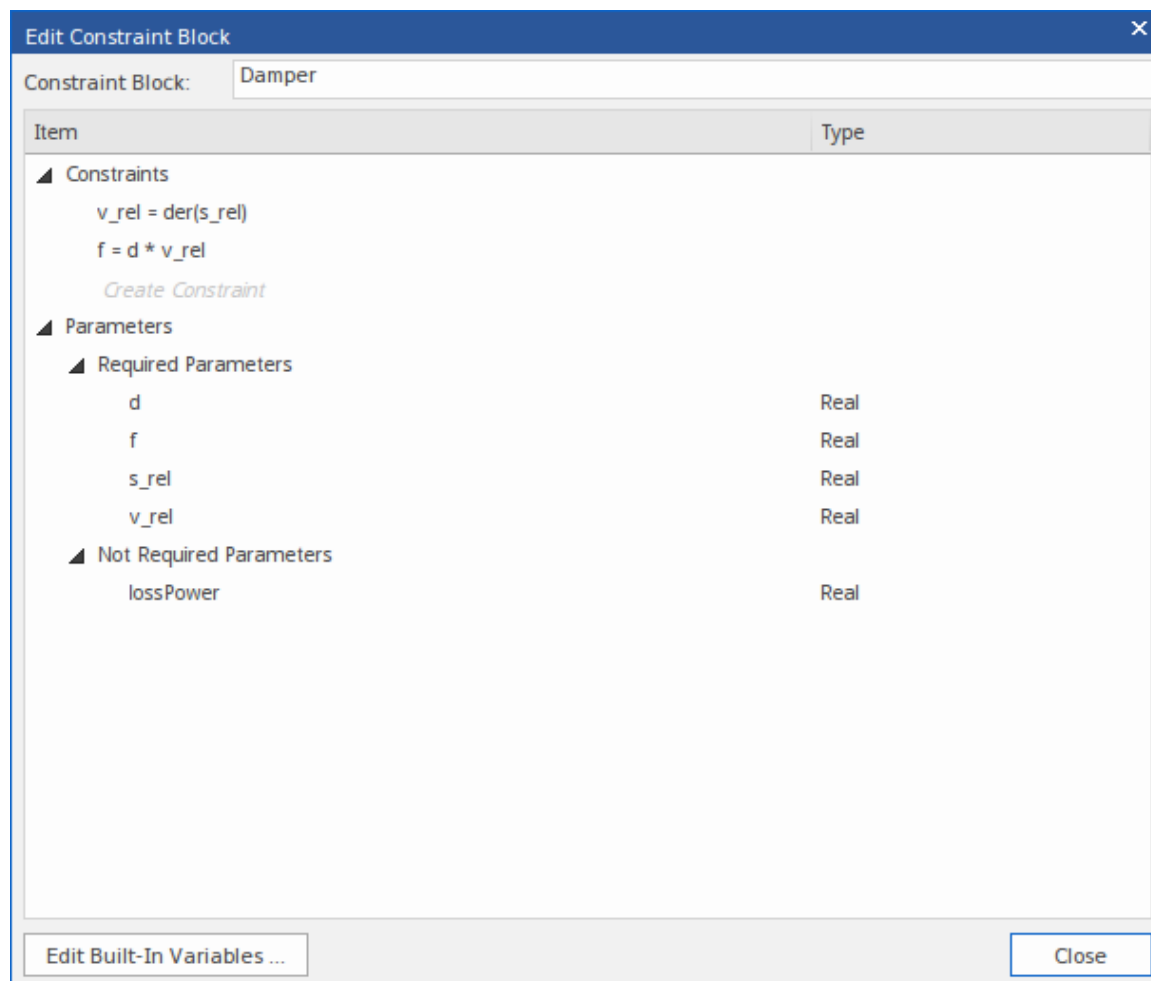 Edit Constraint Block
Constraint Block: Damper
Item Type
Constraints
v_rel = der(s_rel)
f = d * v_rel
Create Constraint
Parameters
Required Parameters
d Real
f Real
s_rel Real
v_rel Real
Not Required Parameters
lossPower Real
Edit Built-In Variables ... Close